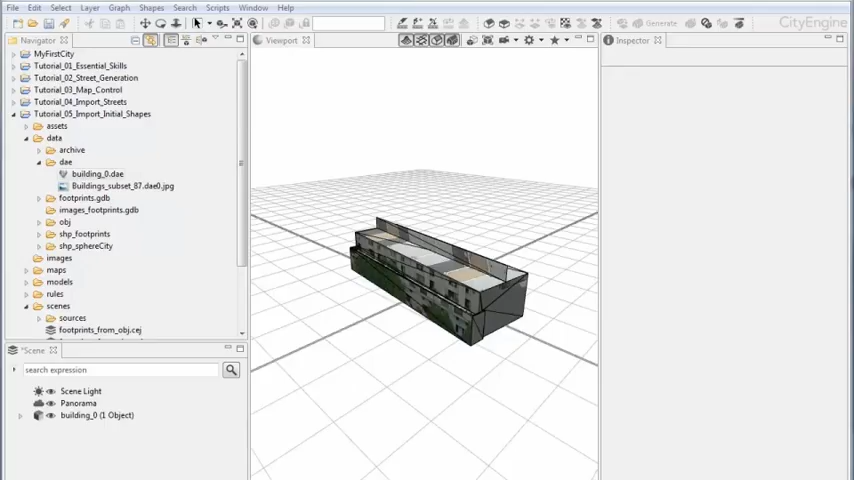 File Edit Select Layer Graph Shapes Search Scripts Window Help
Generate
CityEngine
Navigator
Viewport
Inspector
MyFirstCity
Tutorial_01_Essential_Skills
Tutorial_02_Street_Generation
Tutorial_03_Map_Control
Tutorial_04_Import_Streets
Tutorial_05_Import_Initial_Shapes
assets
data
archive
dae
building_0.dae
Buildings_subset_87.dae0.jpg
footprints.gdb
images_footprints.gdb
obj
shp_footprints
shp_sphereCity
images
maps
models
rules
scenes
sources
footprints_from_obj.cej
*Scene
search expression
Scene Light
Panorama
building_0 (1 Object)